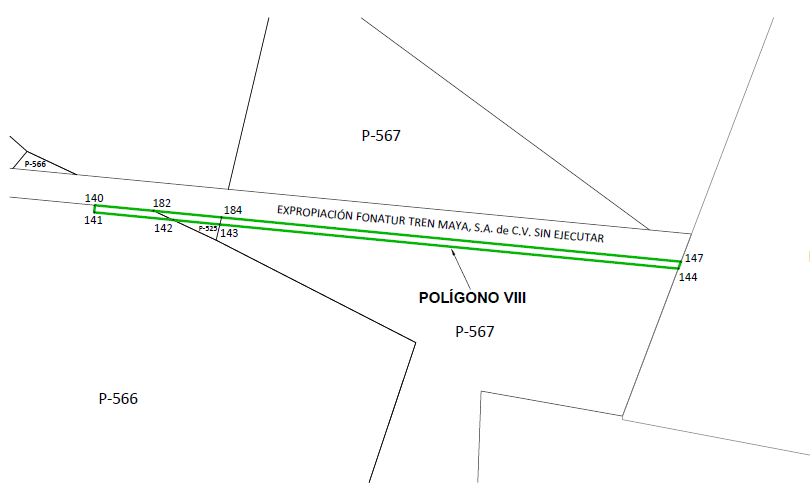 P-567
P-566
140
182
184
EXPROPIACIÓN FONATUR TREN MAYA, S.A. de C.V. SIN EJECUTAR
141
142
P-525
143
147
144
POLÍGONO VIII
P-567
P-566